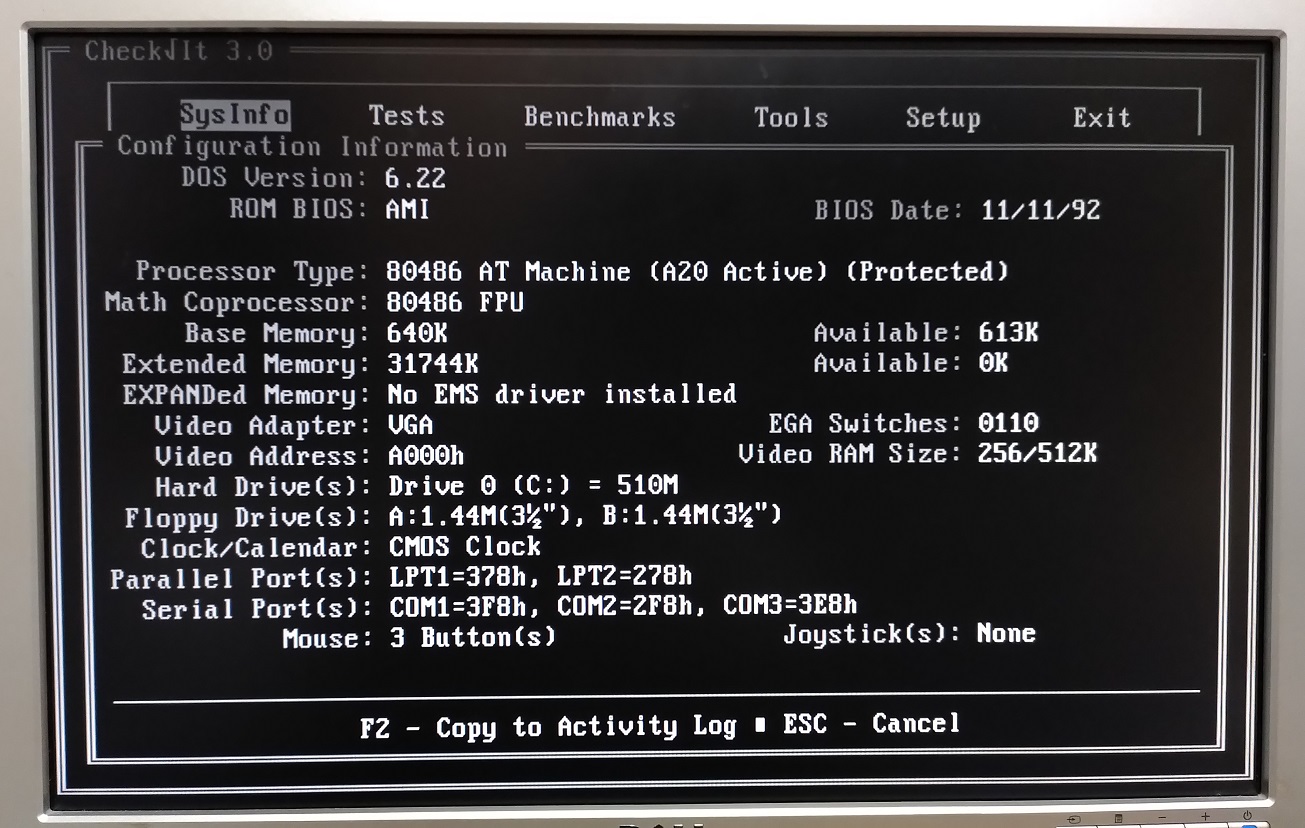 Check√It 3.0
SysInfo Tests Benchmarks Tools Setup Exit
Configuration Information
DOS Version: 6.22
ROM BIOS: AMI BIOS Date: 11/11/92
Processor Type: 80486 AT Machine (A20 Active) (Protected)
Math Coprocessor: 80486 FPU
Base Memory: 640K Available: 613K
Extended Memory: 31744K Available: 0K
EXPANDed Memory: No EMS driver installed
Video Adapter: VGA EGA Switches: 0110
Video Address: A000h Video RAM Size: 256/512K
Hard Drive(s): Drive 0 (C:) = 510M
Floppy Drive(s): A:1.44M(3½"), B:1.44M(3½")
Clock/Calendar: CMOS Clock
Parallel Port(s): LPT1=378h, LPT2=278h
Serial Port(s): COM1=3F8h, COM2=2F8h, COM3=3E8h
Mouse: 3 Button(s) Joystick(s): None
F2 - Copy to Activity Log ■ ESC - Cancel